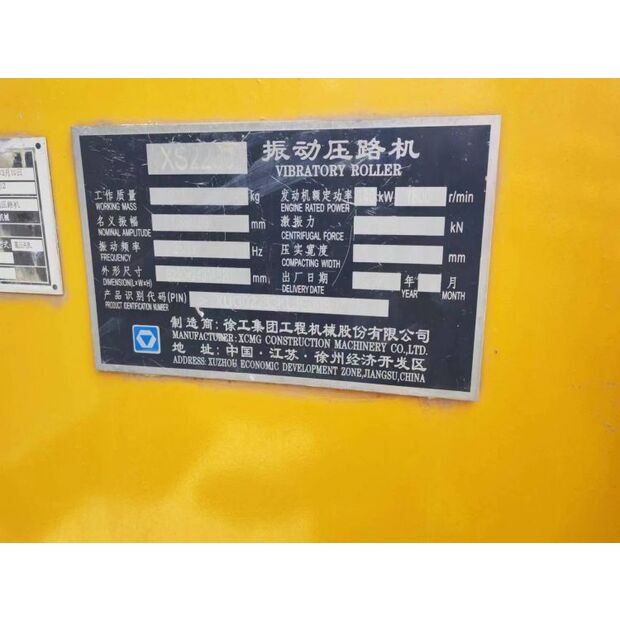 振动压路机
VIBRATORY ROLLER
工作质量 kg
WORKING MASS
名义振幅 mm
NOMINAL AMPLITUDE
振动频率 Hz
FREQUENCY
外形尺寸 mm
DIMENSION(L×W×H)
发动机额定功率 kW r/min
ENGINE RATED POWER
激振力 kN
CENTRIFUGAL FORCE
压实宽度 mm
COMPACTING WIDTH
出厂日期 年 月
DELIVERY DATE YEAR MONTH
产品识别代码(PIN)
PRODUCT IDENTIFICATION NUMBER
制造商:徐工集团工程机械股份有限公司
MANUFACTURER: XCMG CONSTRUCTION MACHINERY CO.,LTD.
地 址:中国·江苏·徐州经济开发区
ADDRESS: XUZHOU ECONOMIC DEVELOPMENT ZONE,JIANGSU,CHINA